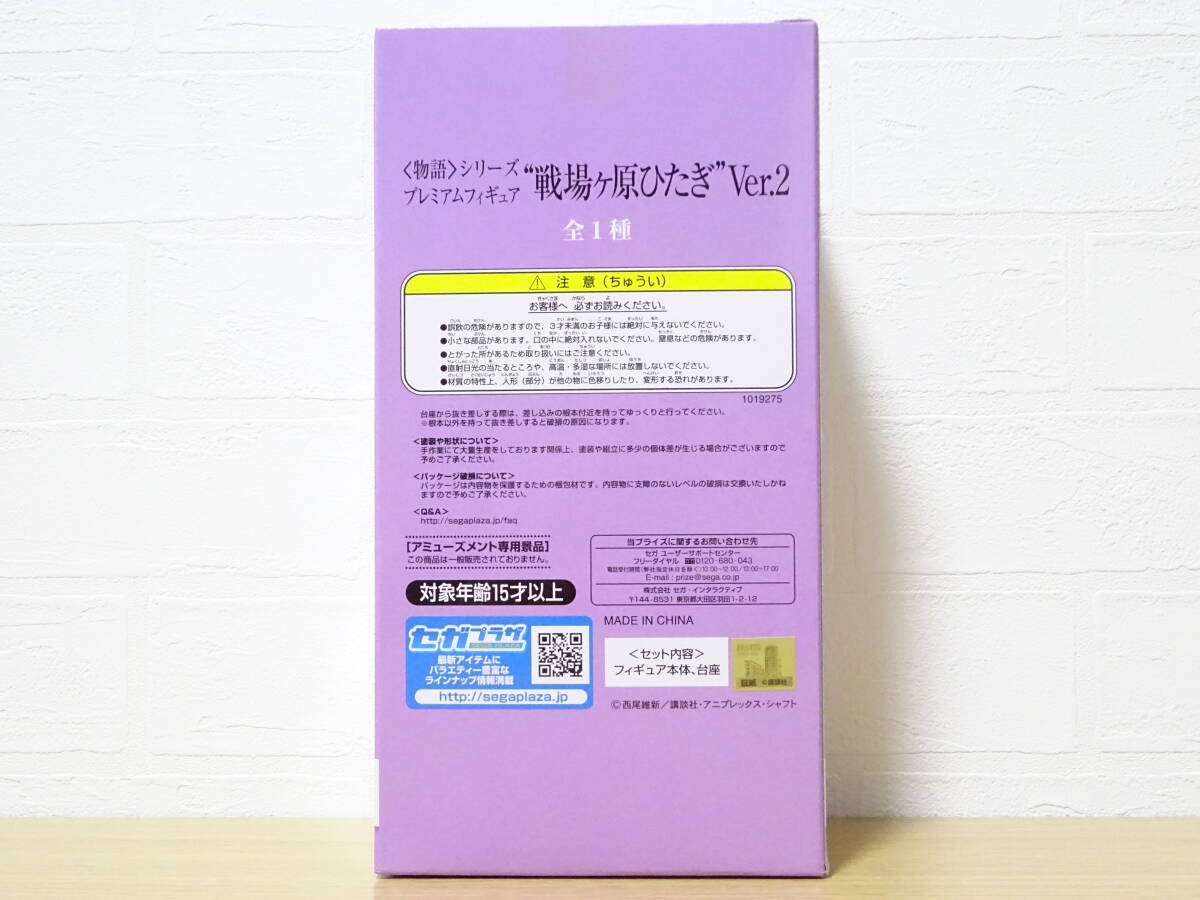 〈物語〉シリーズ
プレミアムフィギュア
“戦場ヶ原ひたぎ”Ver.2
全1種
⚠ 注 意（ちゅうい）
お客様へ 必ずお読みください。
●誤飲の危険がありますので、3才未満のお子様には絶対に与えないでください。
●小さな部品があります。口の中に絶対入れないでください。窒息などの危険があります。
●とがった所があるため取り扱いにはご注意ください。
●直射日光の当たるところや、高温・多湿な場所には放置しないでください。
●材質の特性上、人形（部分）が他の物に色移りしたり、変形する恐れがあります。
1019275
台座から抜き差しする際は、差し込みの根本付近を持ってゆっくりと行ってください。
※根本以外を持って抜き差しすると破損の原因になります。
＜塗装や形状について＞
手作業にて大量生産をしております関係上、塗装や組立に多少の個体差が生じる場合がございますので
予めご了承ください。
＜パッケージ破損について＞
パッケージは内容物を保護するための梱包材です。内容物に支障のないレベルの破損は交換いたしかね
ますので予めご了承ください。
＜Q&A＞
http://segaplaza.jp/faq
【アミューズメント専用景品】
この商品は一般販売されておりません。
対象年齢15才以上
当プライズに関するお問い合わせ先
セガ ユーザーサポートセンター
フリーダイヤル 0120-680-043
電話受付時間（弊社指定休日を除く）10:00～12:00/13:00～17:00
E-mail : prize@sega.co.jp
株式会社 セガ・インタラクティブ
〒144-8531 東京都大田区羽田1-2-12
セガプラザ
最新アイテムに
バラエティー豊富な
ラインナップ情報満載
http://segaplaza.jp
MADE IN CHINA
＜セット内容＞
フィギュア本体、台座
証紙 ©講談社
©西尾維新／講談社・アニプレックス・シャフト